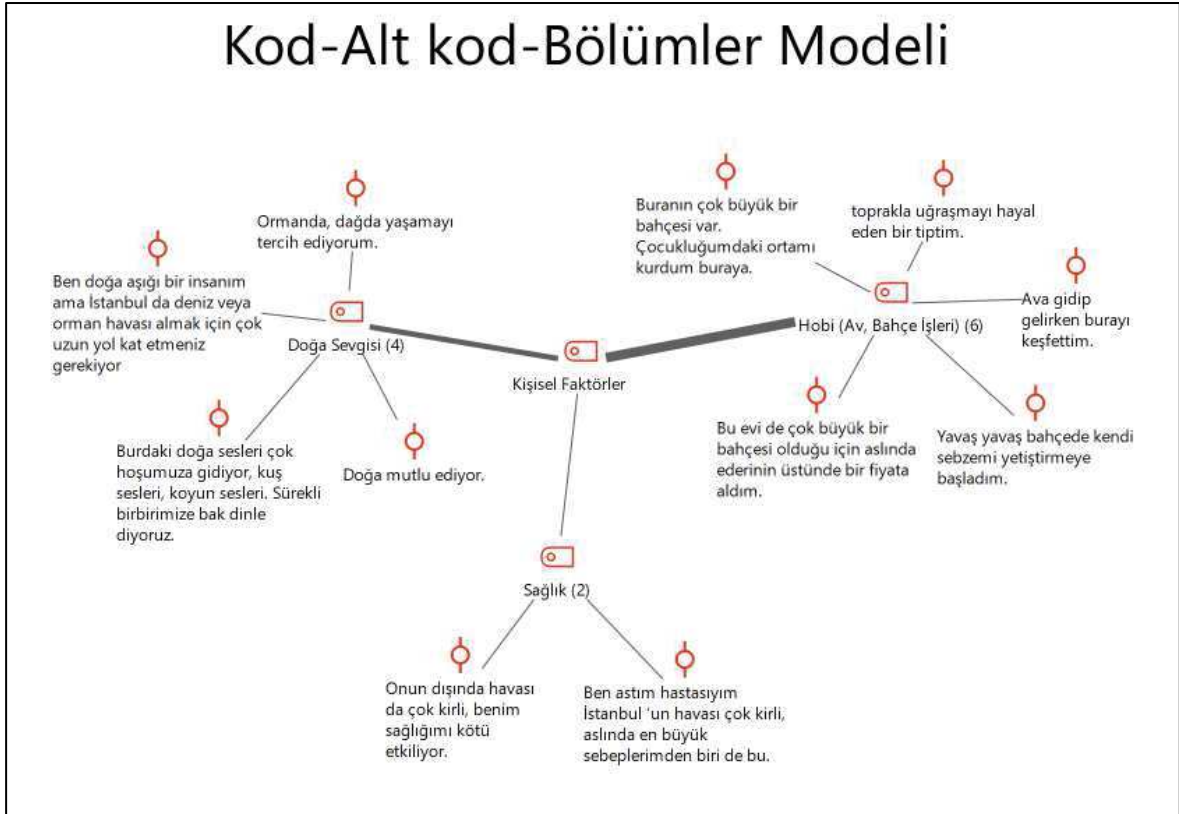 Kod-Alt kod-Bölümler Modeli
Ormanda, dağda yaşamayı
tercih ediyorum.
Ben doğa aşığı bir insanım
ama İstanbul da deniz veya
orman havası almak için çok
uzun yol kat etmeniz
gerekiyor
Doğa Sevgisi (4)
Burdaki doğa sesleri çok
hoşumuza gidiyor, kuş
sesleri, koyun sesleri. Sürekli
birbirimize bak dinle
diyoruz.
Doğa mutlu ediyor.
Kişisel Faktörler
Buranın çok büyük bir
bahçesi var.
Çocukluğumdaki ortamı
kurdum buraya.
toprakla uğraşmayı hayal
eden bir tiptim.
Ava gidip
gelirken burayı
keşfettim.
Hobi (Av, Bahçe İşleri) (6)
Bu evi de çok büyük bir
bahçesi olduğu için aslında
ederinin üstünde bir fiyata
aldım.
Yavaş yavaş bahçede kendi
sebzemi yetiştirmeye
başladım.
Sağlık (2)
Onun dışında havası
da çok kirli, benim
sağlığımı kötü
etkiliyor.
Ben astım hastasıyım
İstanbul 'un havası çok kirli,
aslında en büyük
sebeplerimden biri de bu.